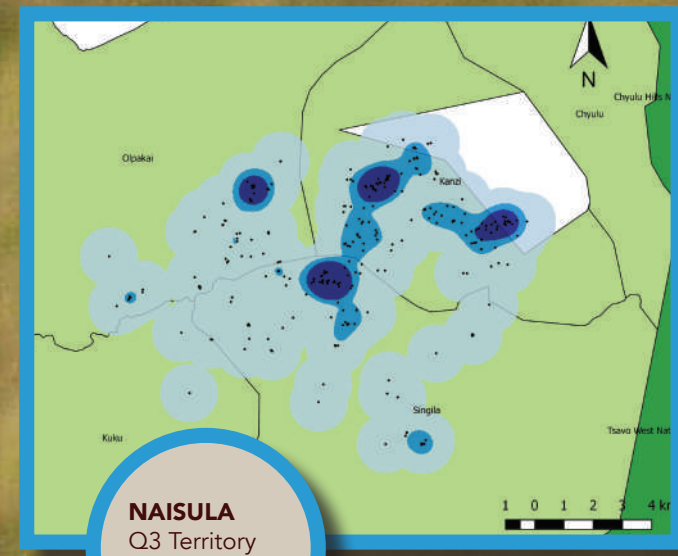 N
Chyulu Hills N
Chyulu
Olpakai
Kanzi
Singila
Kuku
Tsavo West Nat
1 0 1 2 3 4 km
NAISULA
Q3 Territory